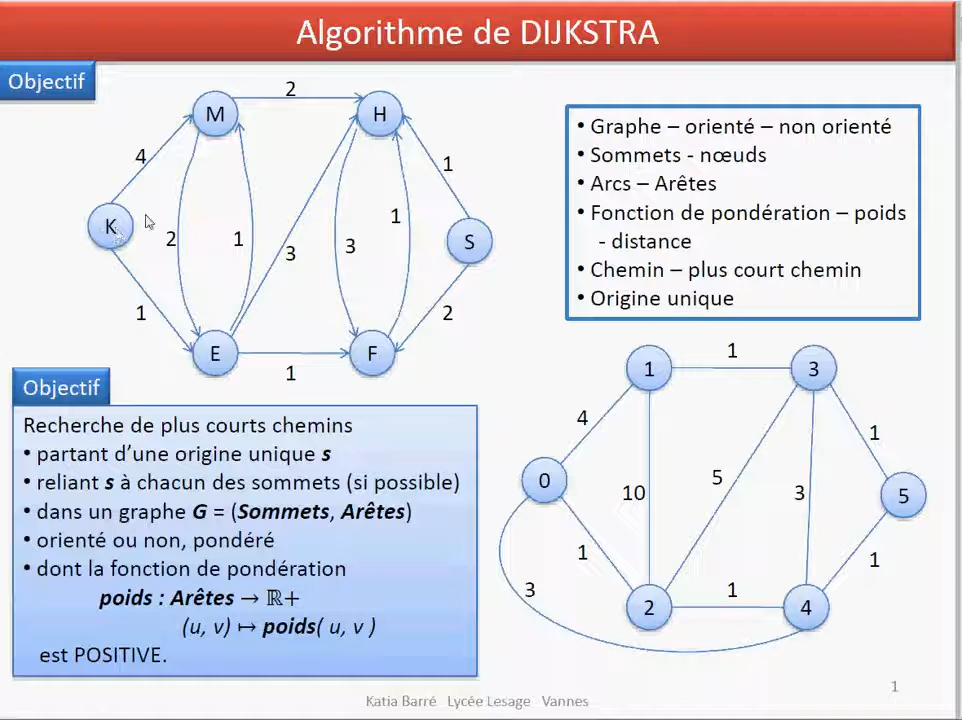 Algorithme de DIJKSTRA
Objectif
2
M
H
4
1
K
2
1
3
3
1
S
1
2
E
F
1
• Graphe – orienté – non orienté
• Sommets - nœuds
• Arcs – Arêtes
• Fonction de pondération – poids
- distance
• Chemin – plus court chemin
• Origine unique
Objectif
Recherche de plus courts chemins
• partant d’une origine unique s
• reliant s à chacun des sommets (si possible)
• dans un graphe G = (Sommets, Arêtes)
• orienté ou non, pondéré
• dont la fonction de pondération
poids : Arêtes → ℝ+
(u, v) ↦ poids( u, v )
est POSITIVE.
1
1
3
4
1
0
10
5
3
5
1
1
3
1
2
4
1
Katia Barré Lycée Lesage Vannes